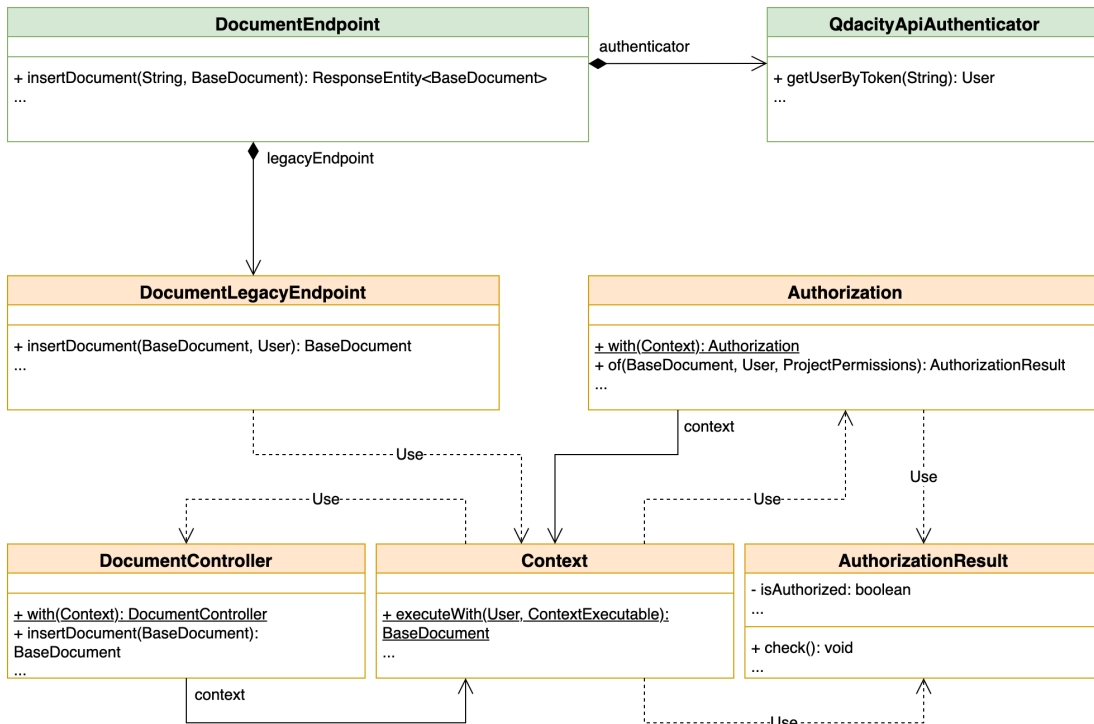 DocumentEndpoint
+ insertDocument(String, BaseDocument): ResponseEntity<BaseDocument>
...
authenticator
QdacityApiAuthenticator
+ getUserByToken(String): User
...
legacyEndpoint
DocumentLegacyEndpoint
+ insertDocument(BaseDocument, User): BaseDocument
...
Authorization
+ with(Context): Authorization
+ of(BaseDocument, User, ProjectPermissions): AuthorizationResult
...
context
Use
Use
Use
Use
DocumentController
+ with(Context): DocumentController
+ insertDocument(BaseDocument):
BaseDocument
...
Context
+ executeWith(User, ContextExecutable):
BaseDocument
...
AuthorizationResult
- isAuthorized: boolean
...
+ check(): void
...
context
Use